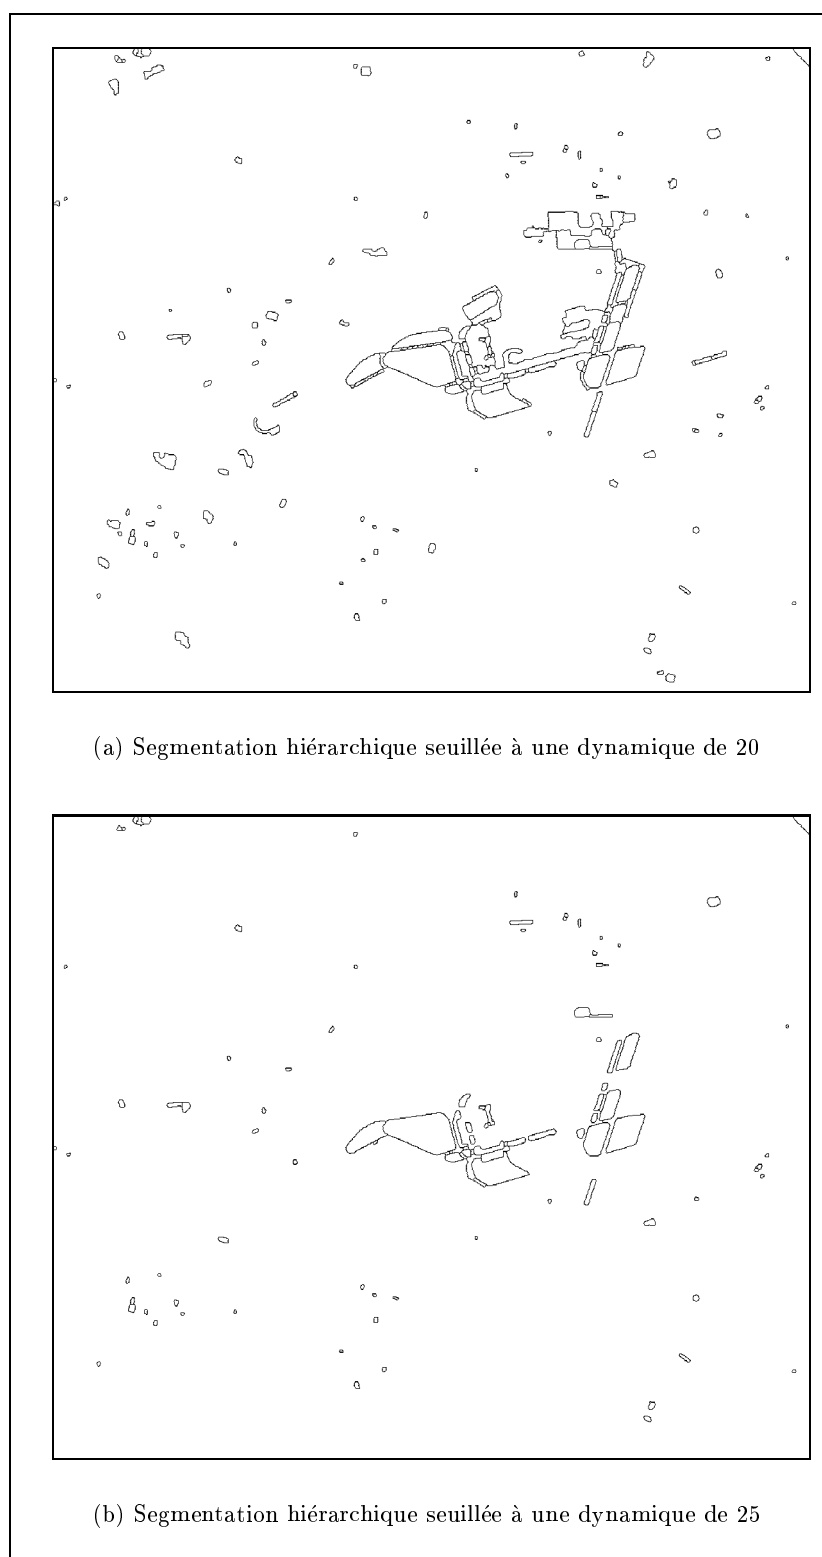 (a) Segmentation hiérarchique seuillée à une dynamique de 20
(b) Segmentation hiérarchique seuillée à une dynamique de 25